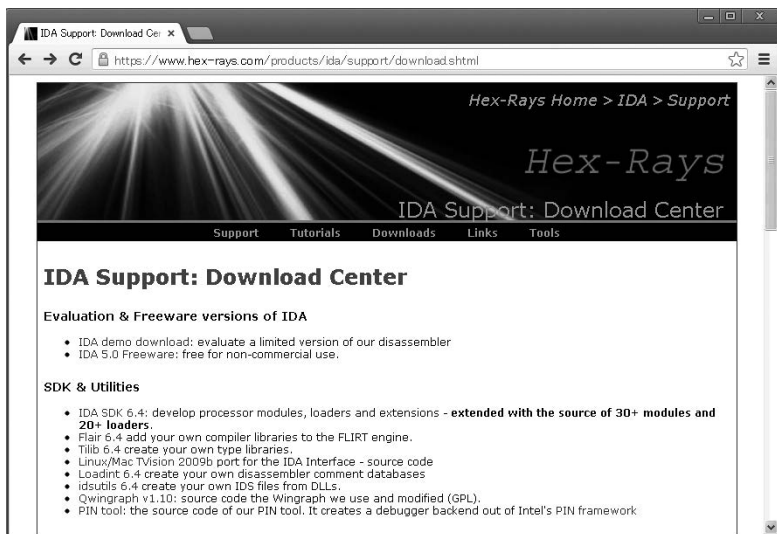 IDA Support: Download Cer
https://www.hex-rays.com/products/ida/support/download.shtml
Hex-Rays Home > IDA > Support
Hex-Rays
IDA Support: Download Center
Support Tutorials Downloads Links Tools
IDA Support: Download Center
Evaluation & Freeware versions of IDA
• IDA demo download: evaluate a limited version of our disassembler
• IDA 5.0 Freeware: free for non-commercial use.
SDK & Utilities
• IDA SDK 6.4: develop processor modules, loaders and extensions - extended with the source of 30+ modules and
20+ loaders.
• Flair 6.4 add your own compiler libraries to the FLIRT engine.
• Tilib 6.4 create your own type libraries.
• Linux/Mac TVision 2009b port for the IDA Interface - source code
• Loadint 6.4 create your own disassembler comment databases
• idsutils 6.4 create your own IDS files from DLLs.
• Qwingraph v1.10: source code the Wingraph we use and modified (GPL).
• PIN tool: the source code of our PIN tool. It creates a debugger backend out of Intel's PIN framework